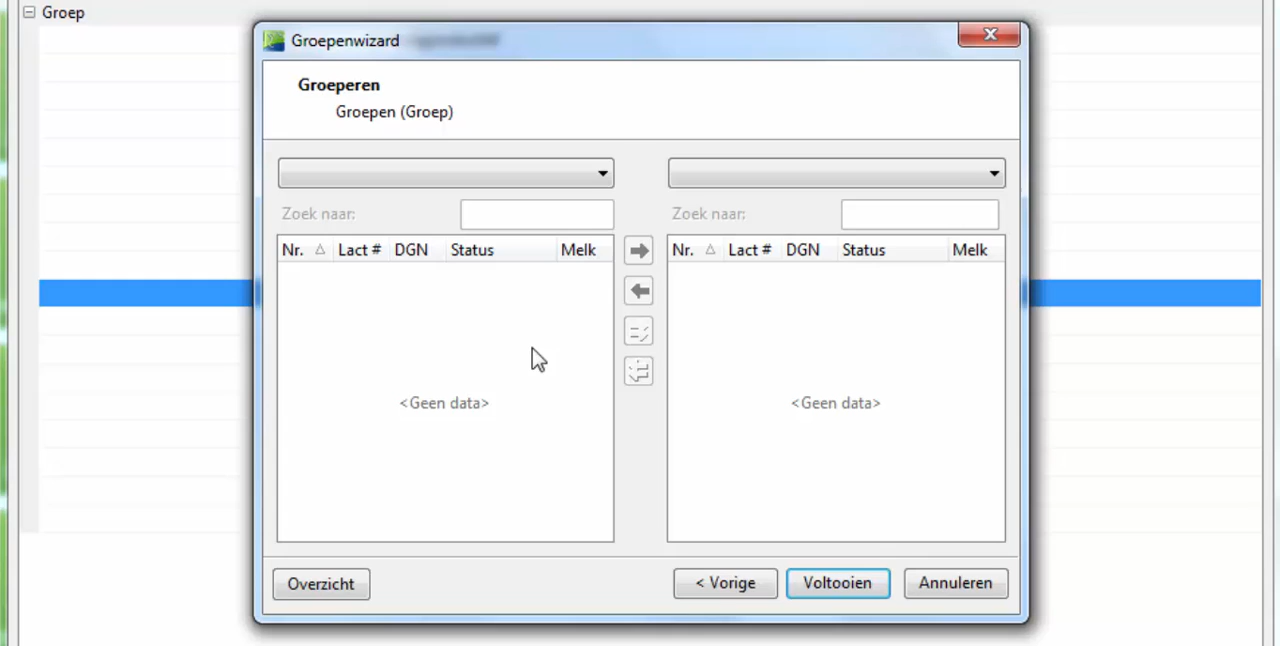 Groep
Groepenwizard
Groeperen
Groepen (Groep)
Zoek naar:
Zoek naar:
Nr. Lact # DGN Status Melk
Nr. Lact # DGN Status Melk
<Geen data>
<Geen data>
Overzicht
< Vorige
Voltooien
Annuleren